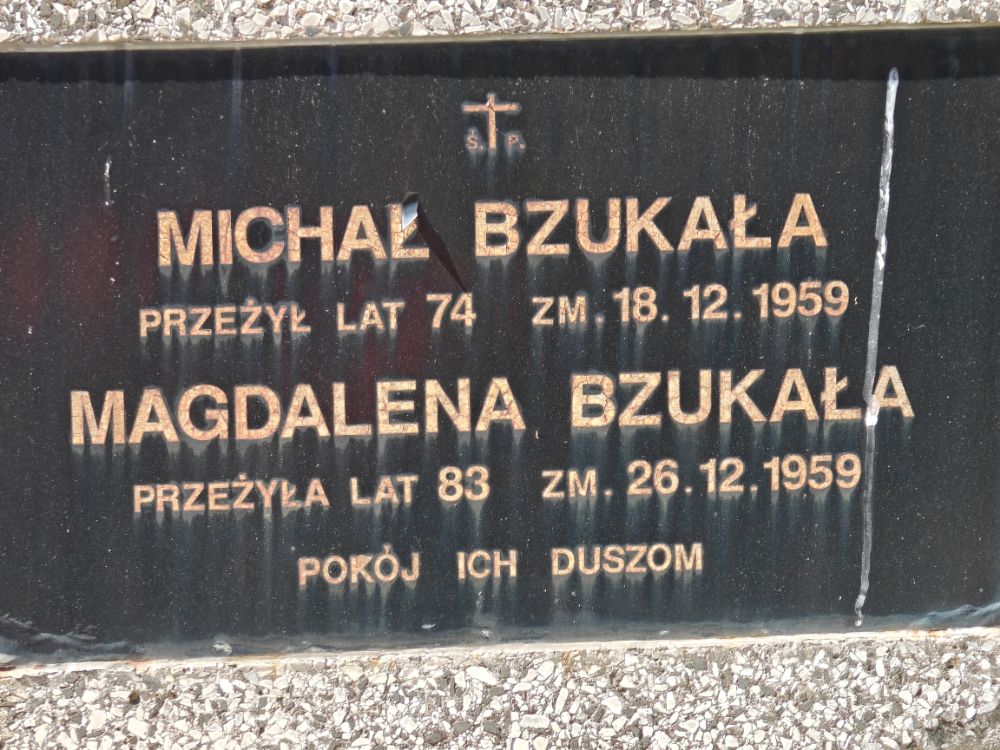 Ś. P.
MICHAŁ BZUKAŁA
PRZEŻYŁ LAT 74 ZM. 18. 12. 1959
MAGDALENA BZUKAŁA
PRZEŻYŁA LAT 83 ZM. 26.12.1959
POKÓJ ICH DUSZOM